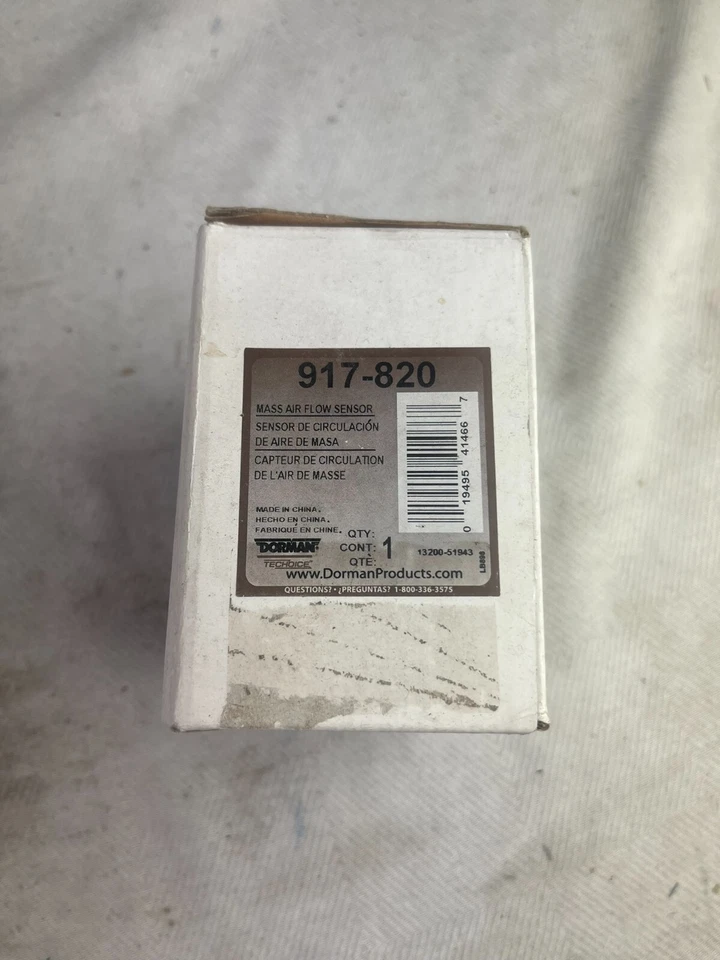 917-820
MASS AIR FLOW SENSOR
SENSOR DE CIRCULACIÓN
DE AIRE DE MASA
CAPTEUR DE CIRCULATION
DE L'AIR DE MASSE
0 19495 41466 7
MADE IN CHINA.
HECHO EN CHINA.
FABRIQUÉ EN CHINE.
DORMAN
TECHOICE
QTY:
CONT: 1
QTÉ:
13200-51943
LB898
www.DormanProducts.com
QUESTIONS? • ¿PREGUNTAS? 1-800-336-3575